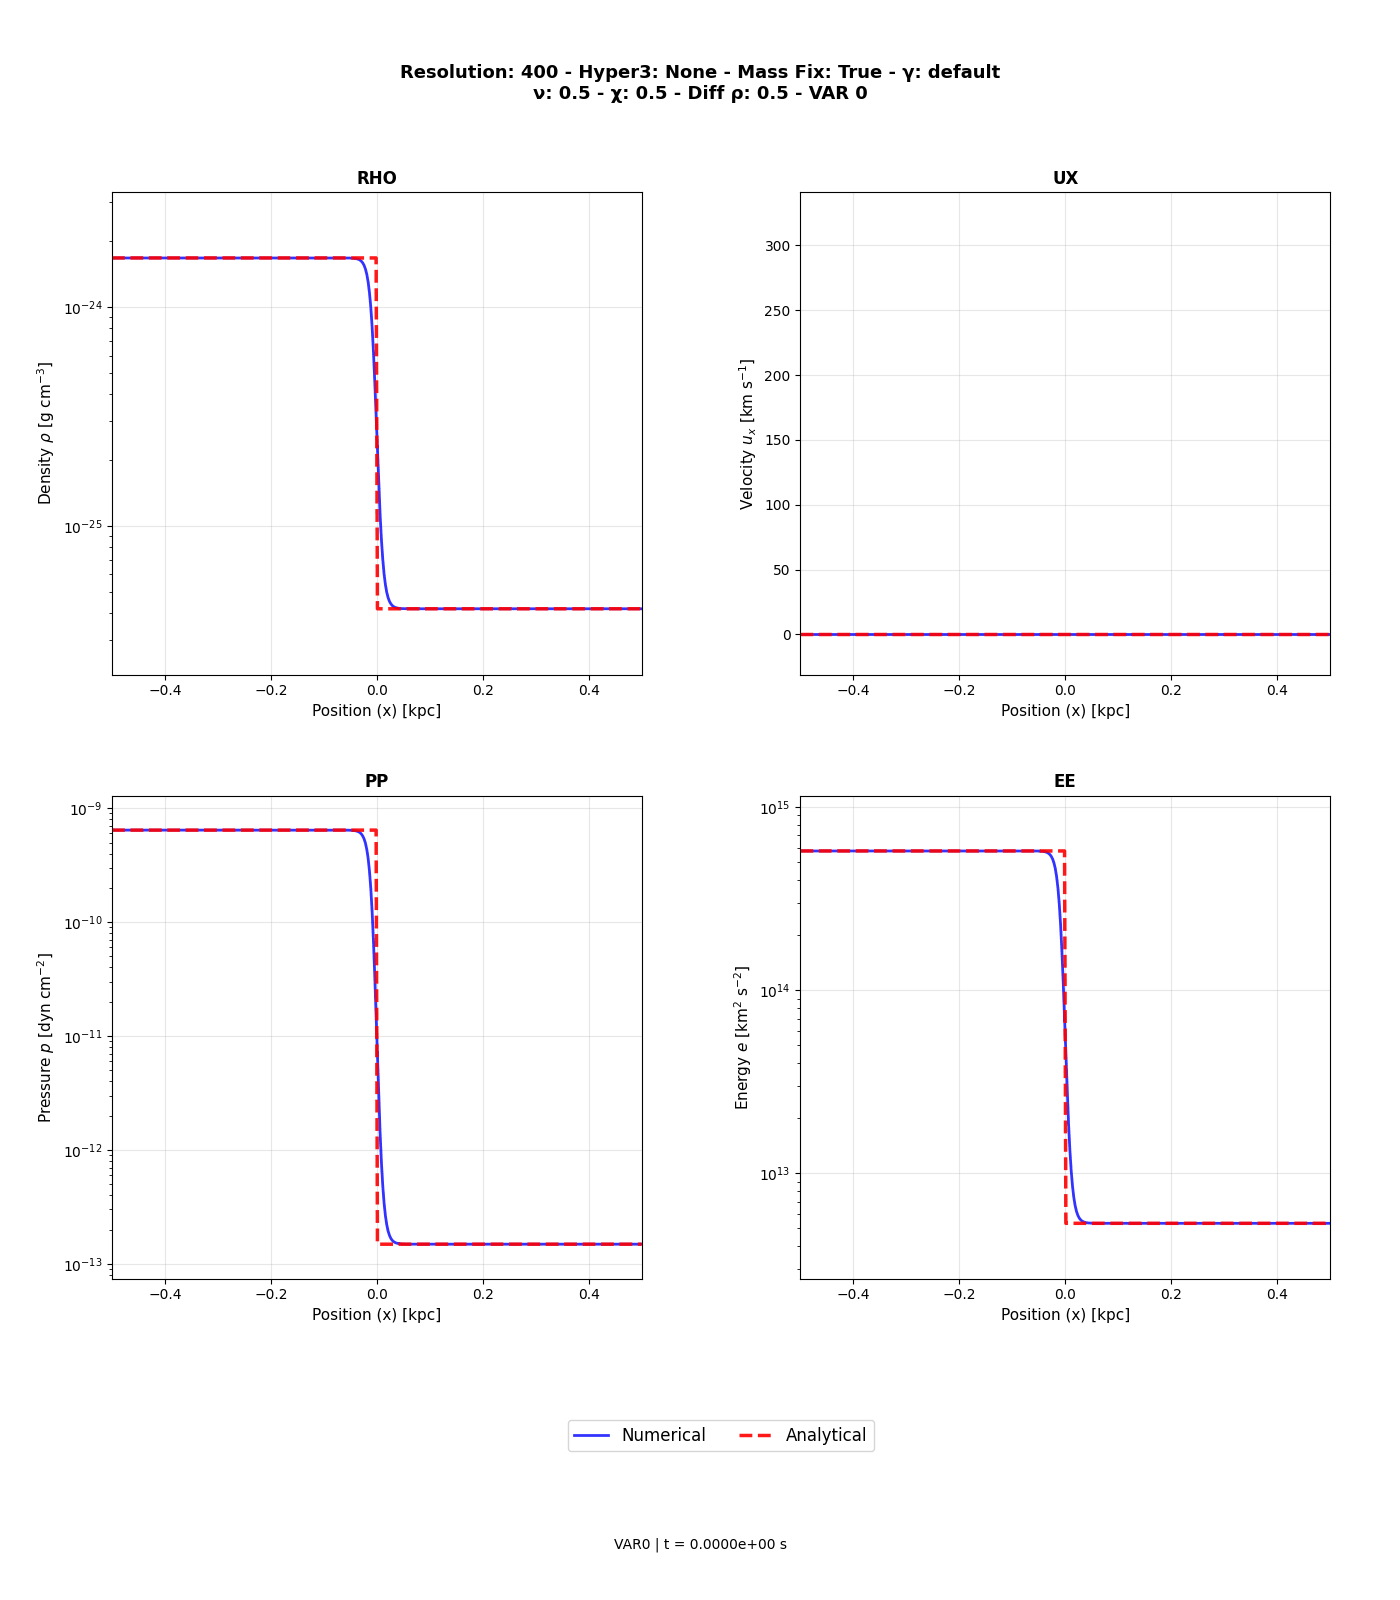 Resolution: 400 - Hyper3: None - Mass Fix: True - γ: default
ν: 0.5 - χ: 0.5 - Diff ρ: 0.5 - VAR 0
RHO
Density ρ [g cm⁻³]
10⁻²⁴
10⁻²⁵
−0.4 −0.2 0.0 0.2 0.4
Position (x) [kpc]
UX
Velocity uₓ [km s⁻¹]
300
250
200
150
100
50
0
−0.4 −0.2 0.0 0.2 0.4
Position (x) [kpc]
PP
Pressure p [dyn cm⁻²]
10⁻⁹
10⁻¹⁰
10⁻¹¹
10⁻¹²
10⁻¹³
−0.4 −0.2 0.0 0.2 0.4
Position (x) [kpc]
EE
Energy e [km² s⁻²]
10¹⁵
10¹⁴
10¹³
−0.4 −0.2 0.0 0.2 0.4
Position (x) [kpc]
Numerical Analytical
VAR0 | t = 0.0000e+00 s